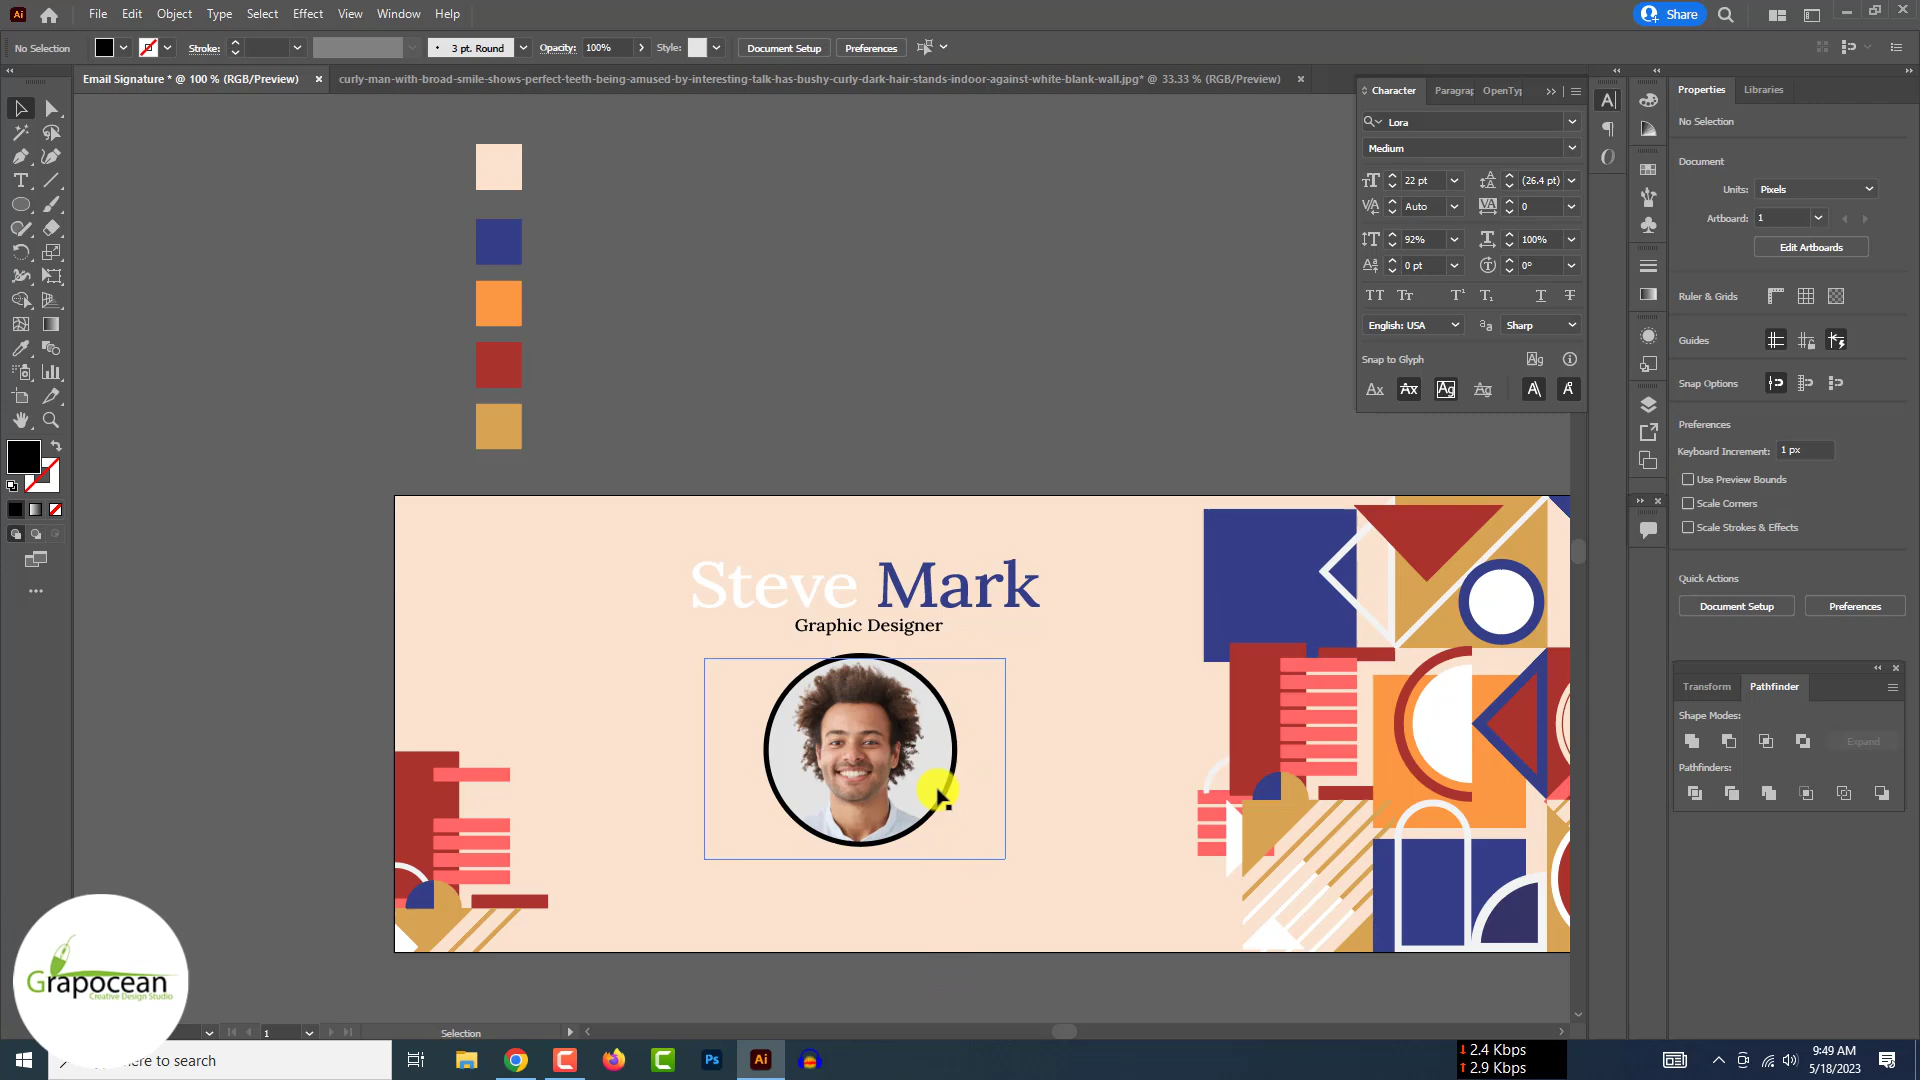 Ai
File Edit Object Type Select Effect View Window Help
Share
No Selection
Stroke:
3 pt. Round
Opacity: 100%
Style:
Document Setup
Preferences
Email Signature * @ 100 % (RGB/Preview)
curly-man-with-broad-smile-shows-perfect-teeth-being-amused-by-interesting-talk-has-bushy-curly-dark-hair-stands-indoor-against-white-blank-wall.jpg* @ 33.33 % (RGB/Preview)
Character Paragrap OpenTyp
Lora
Medium
22 pt (26.4 pt)
Auto 0
92% 100%
0 pt 0°
English: USA Sharp
Snap to Glyph
Properties Libraries
No Selection
Document
Units: Pixels
Artboard: 1
Edit Artboards
Ruler & Grids
Guides
Snap Options
Preferences
Keyboard Increment: 1 px
Use Preview Bounds
Scale Corners
Scale Strokes & Effects
Quick Actions
Document Setup
Preferences
Transform Pathfinder
Shape Modes:
Expand
Pathfinders:
Steve Mark
Graphic Designer
Grapocean
Creative Design Studio
1
Selection
here to search
Ps
Ai
2.4 Kbps
2.9 Kbps
9:49 AM
5/18/2023